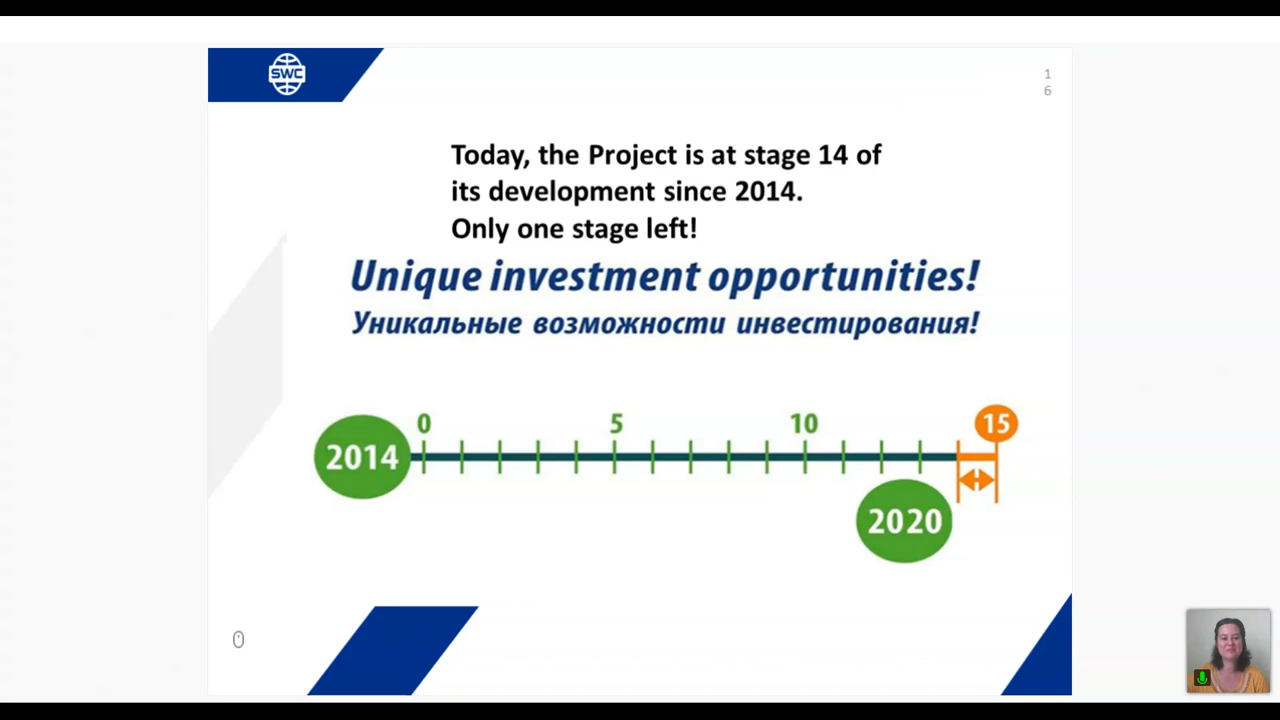 SWC
1
6
Today, the Project is at stage 14 of
its development since 2014.
Only one stage left!
Unique investment opportunities!
Уникальные возможности инвестирования!
0 5 10 15
2014
2020